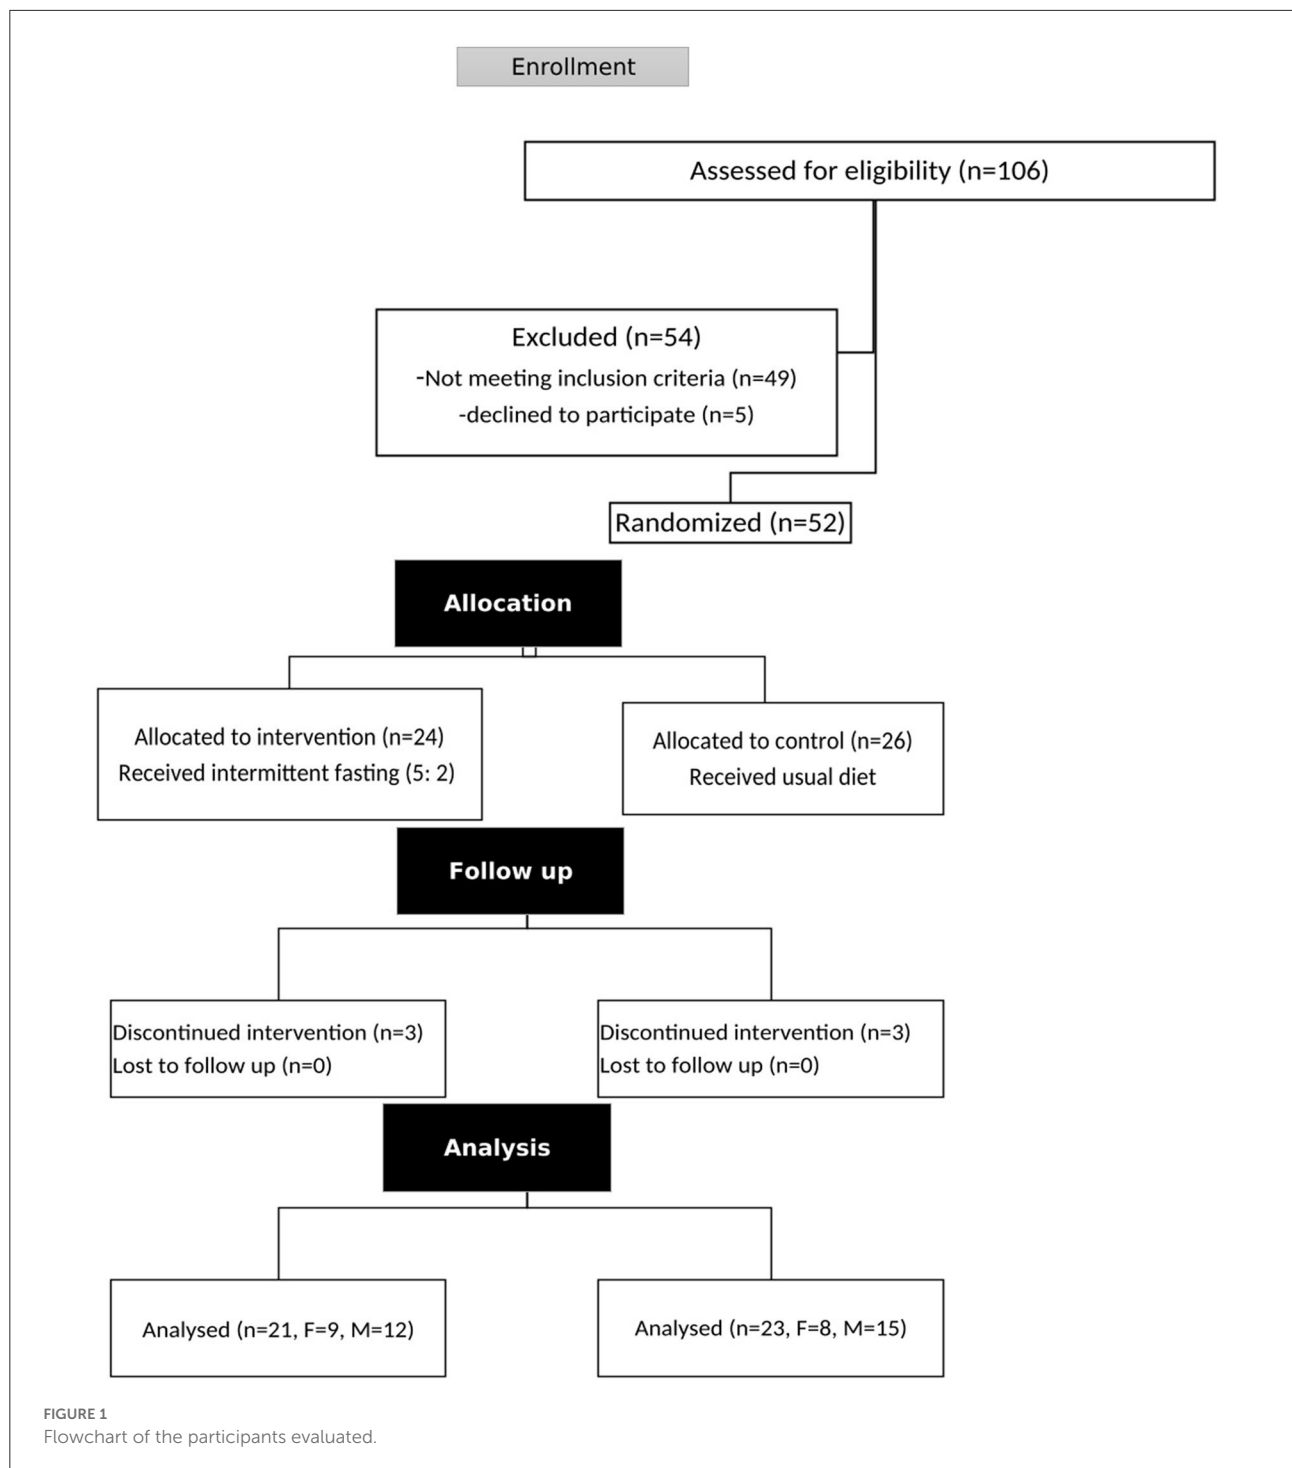 Enrollment
Assessed for eligibility (n=106)
Excluded (n=54)
-Not meeting inclusion criteria (n=49)
-declined to participate (n=5)
Randomized (n=52)
Allocation
Allocated to intervention (n=24)
Received intermittent fasting (5: 2)
Allocated to control (n=26)
Received usual diet
Follow up
Discontinued intervention (n=3)
Lost to follow up (n=0)
Discontinued intervention (n=3)
Lost to follow up (n=0)
Analysis
Analysed (n=21, F=9, M=12)
Analysed (n=23, F=8, M=15)
FIGURE 1
Flowchart of the participants evaluated.